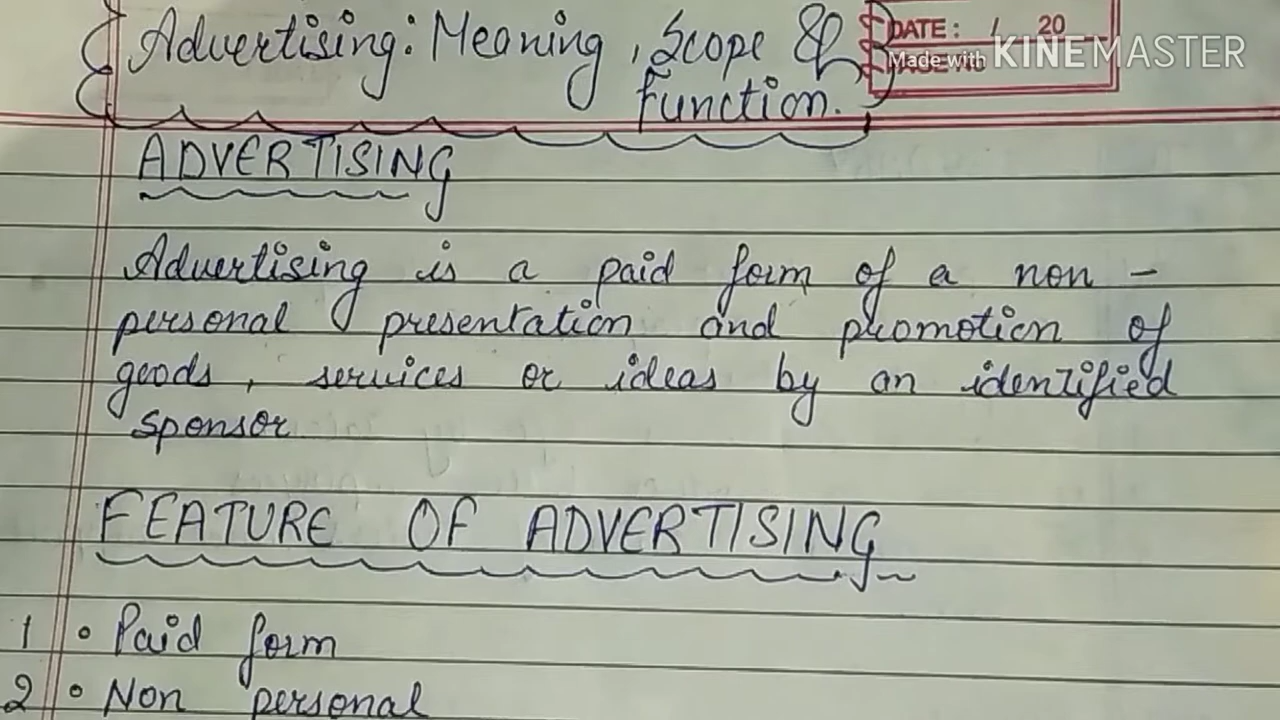 Advertising: Meaning, Scope &
Function.
DATE: / 20
Made with KINEMASTER
ADVERTISING
Advertising is a paid form of a non -
personal presentation and promotion of
goods, services or ideas by an identified
sponsor
FEATURE OF ADVERTISING
1 • Paid form
2 • Non personal